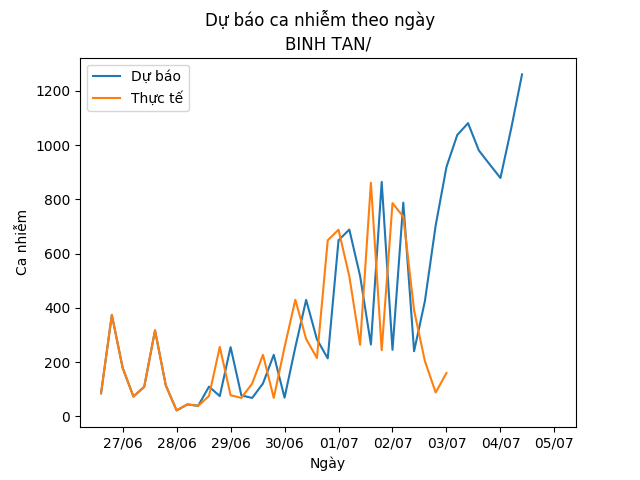 Dự báo ca nhiễm theo ngày
BINH TAN/
Dự báo
Thực tế
1200
1000
800
600
400
200
0
Ca nhiễm
27/06 28/06 29/06 30/06 01/07 02/07 03/07 04/07 05/07
Ngày